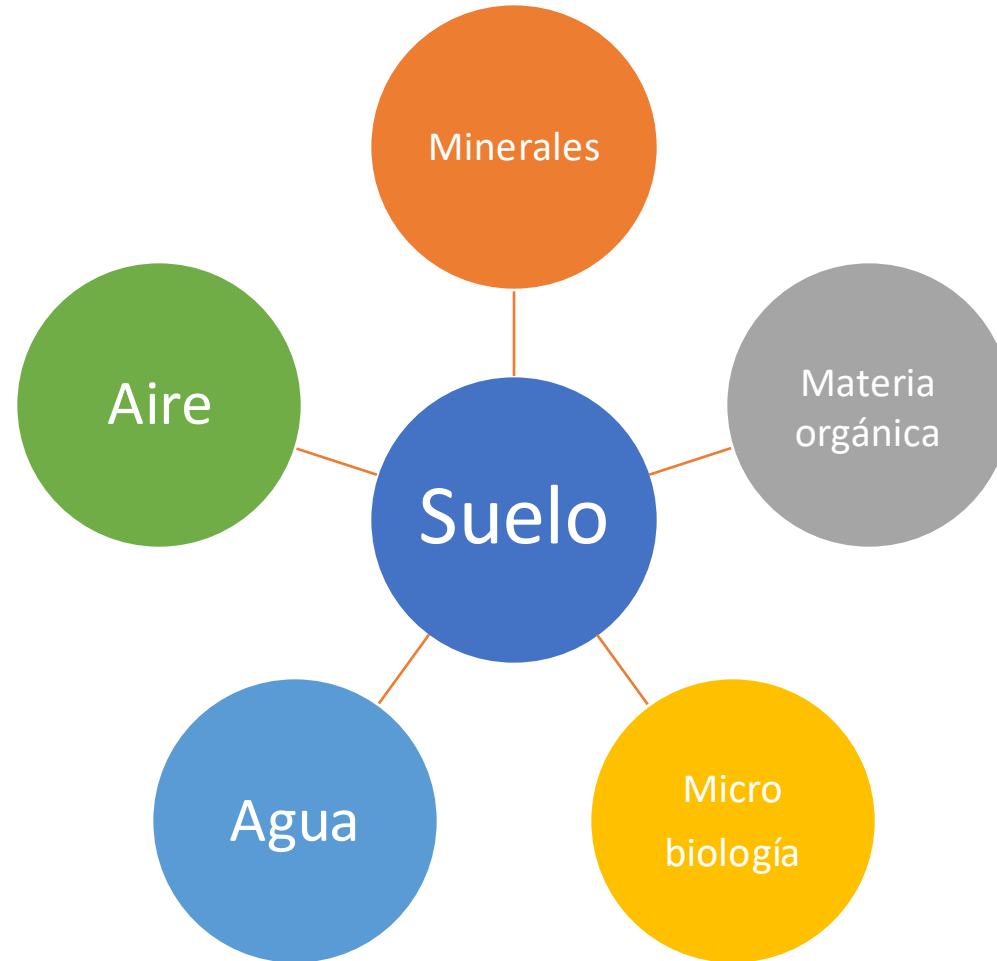 Minerales
Aire
Materia
orgánica
Suelo
Agua
Micro
biología